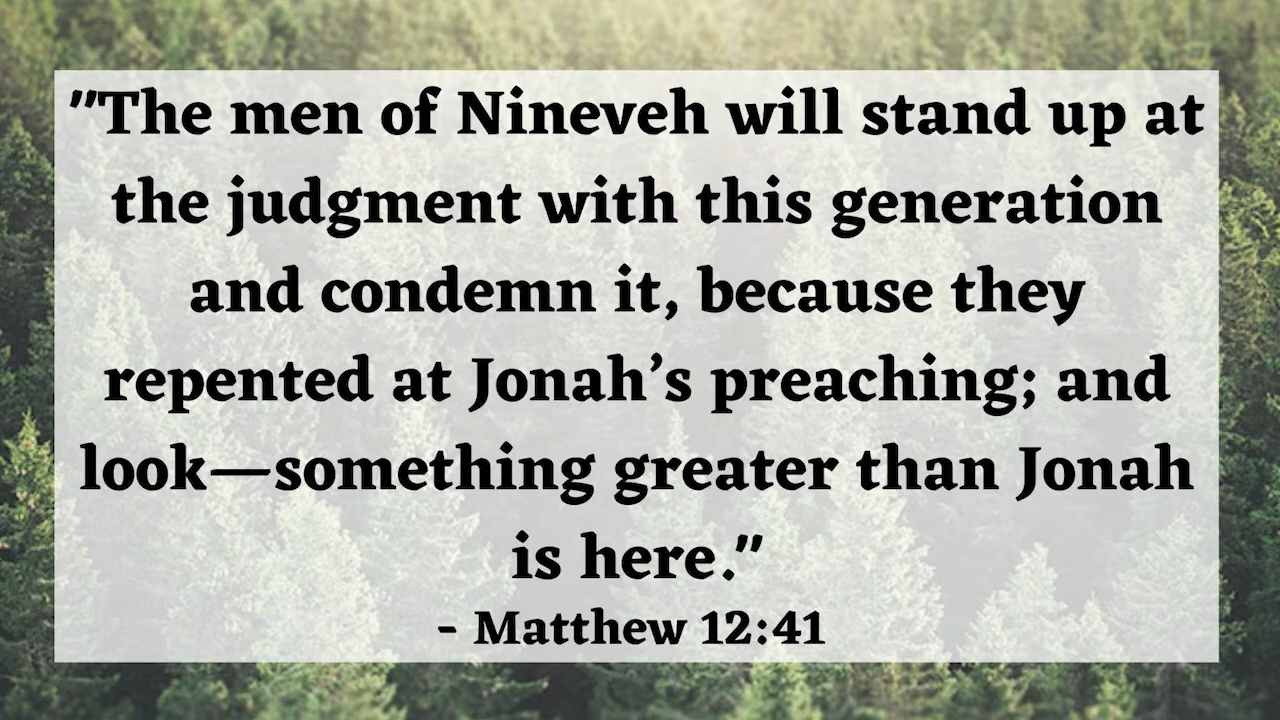 "The men of Nineveh will stand up at
the judgment with this generation
and condemn it, because they
repented at Jonah’s preaching; and
look—something greater than Jonah
is here."
- Matthew 12:41